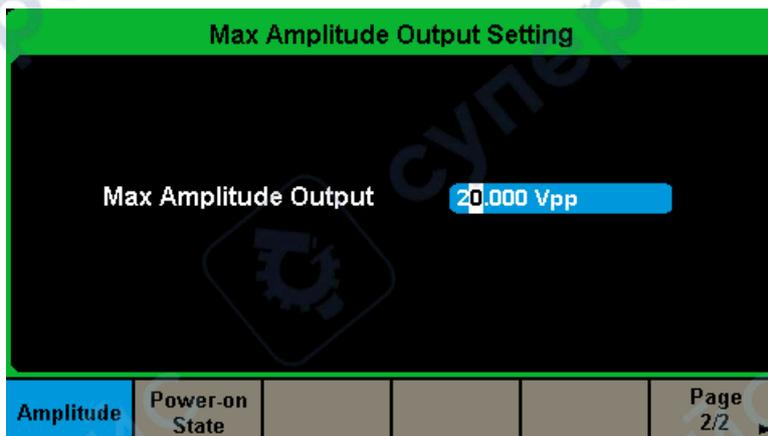 Max Amplitude Output Setting
Max Amplitude Output 20.000 Vpp
Amplitude
Power-on
State
Page
2/2